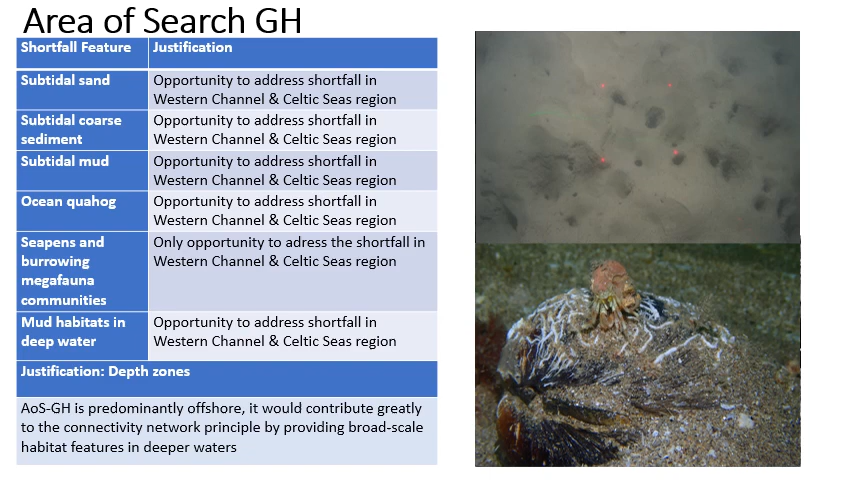 Area of Search GH
Shortfall Feature Justification
Subtidal sand Opportunity to address shortfall in
Western Channel & Celtic Seas region
Subtidal coarse Opportunity to address shortfall in
sediment Western Channel & Celtic Seas region
Subtidal mud Opportunity to address shortfall in
Western Channel & Celtic Seas region
Ocean quahog Opportunity to address shortfall in
Western Channel & Celtic Seas region
Seapens and Only opportunity to adress the shortfall in
burrowing Western Channel & Celtic Seas region
megafauna
communities
Mud habitats in Opportunity to address shortfall in
deep water Western Channel & Celtic Seas region
Justification: Depth zones
AoS-GH is predominantly offshore, it would contribute greatly
to the connectivity network principle by providing broad-scale
habitat features in deeper waters